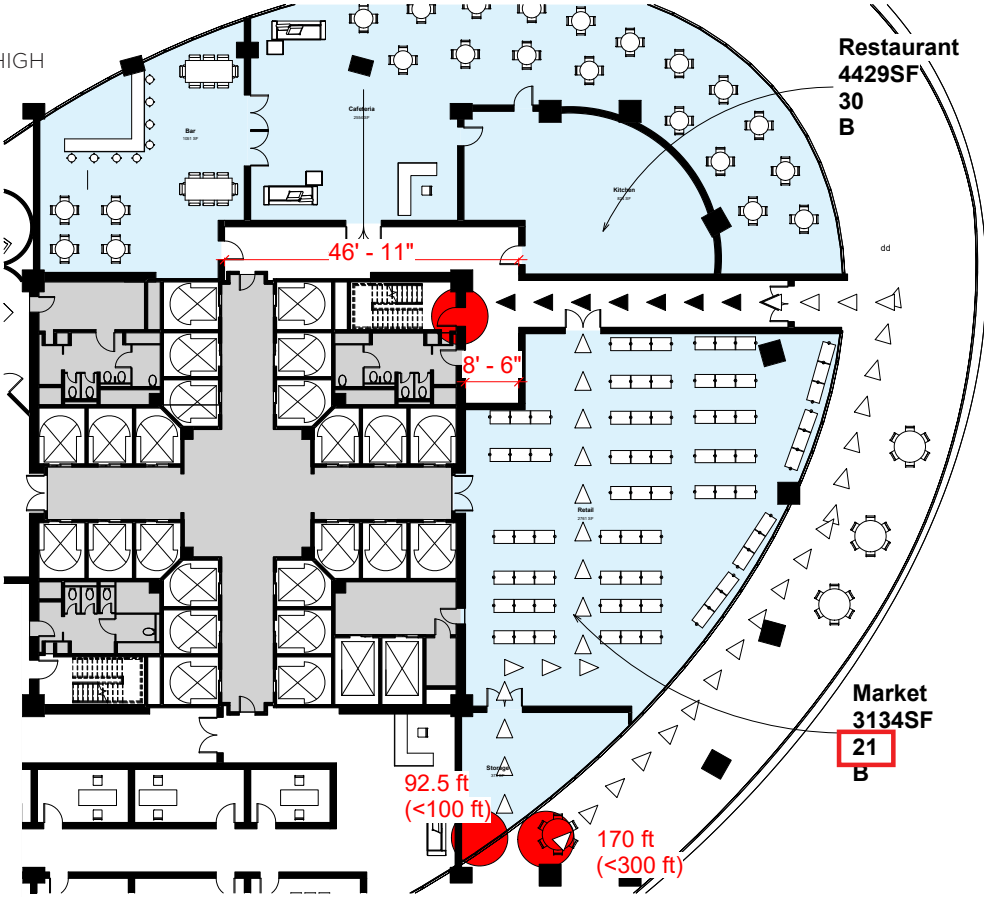 HIGH
Restaurant
4429SF
30
B
Cafeteria
Bar
Kitchen
dd
46' - 11"
8' - 6"
Retail
Market
3134SF
21
B
Storage
92.5 ft
(<100 ft)
170 ft
(<300 ft)